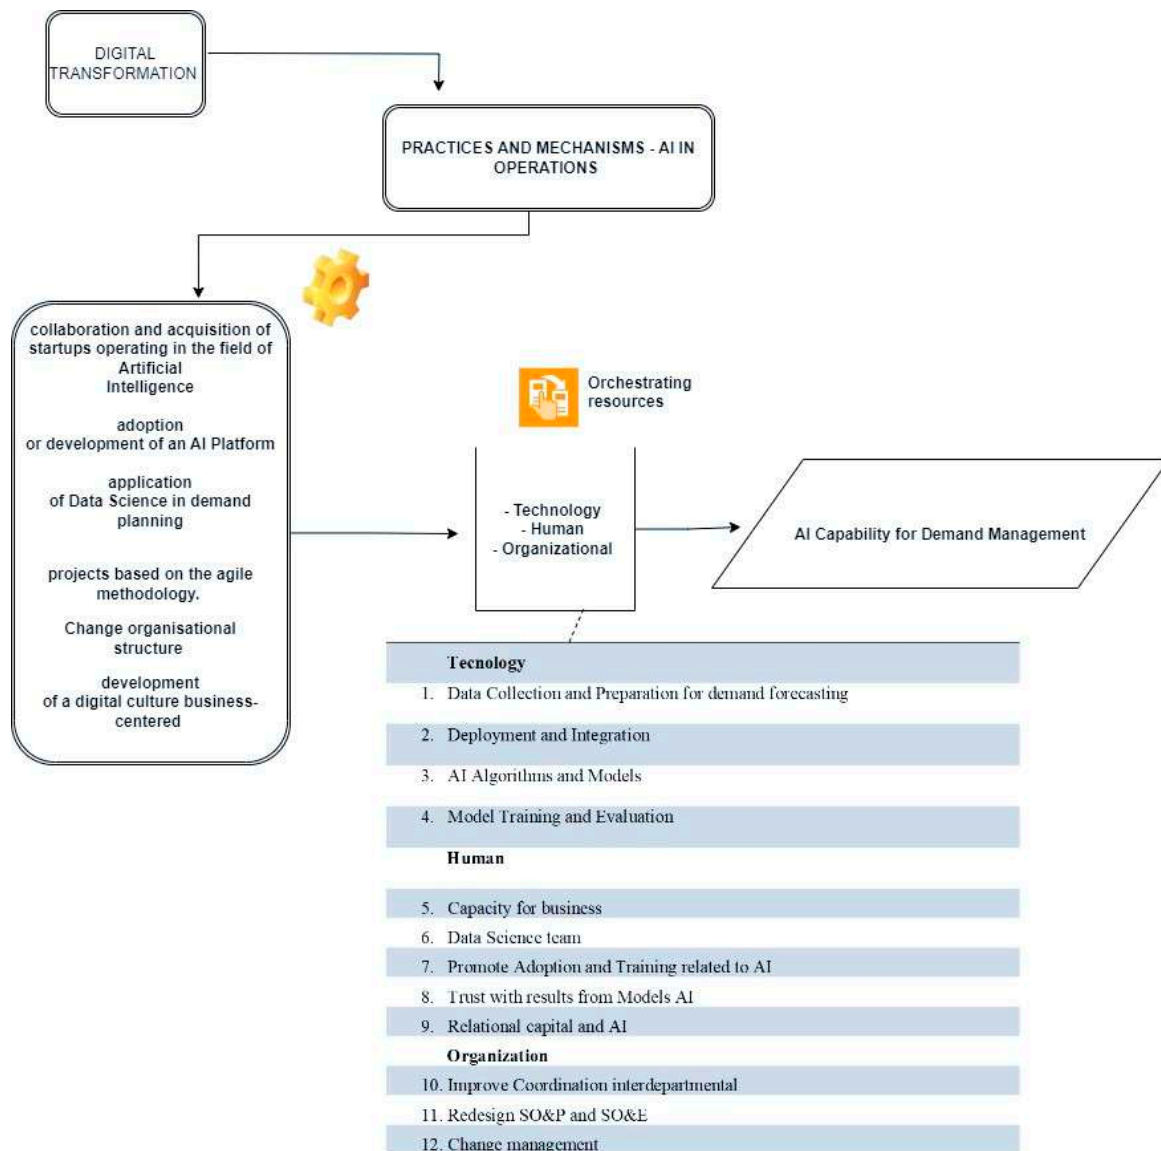 DIGITAL
TRANSFORMATION
PRACTICES AND MECHANISMS - AI IN
OPERATIONS
collaboration and acquisition of
startups operating in the field of
Artificial
Intelligence
adoption
or development of an AI Platform
application
of Data Science in demand
planning
projects based on the agile
methodology.
Change organisational
structure
development
of a digital culture business-
centered
Orchestrating
resources
- Technology
- Human
- Organizational
AI Capability for Demand Management
Tecnology
1. Data Collection and Preparation for demand forecasting
2. Deployment and Integration
3. AI Algorithms and Models
4. Model Training and Evaluation
Human
5. Capacity for business
6. Data Science team
7. Promote Adoption and Training related to AI
8. Trust with results from Models AI
9. Relational capital and AI
Organization
10. Improve Coordination interdepartmental
11. Redesign SO&P and SO&E
12. Change management